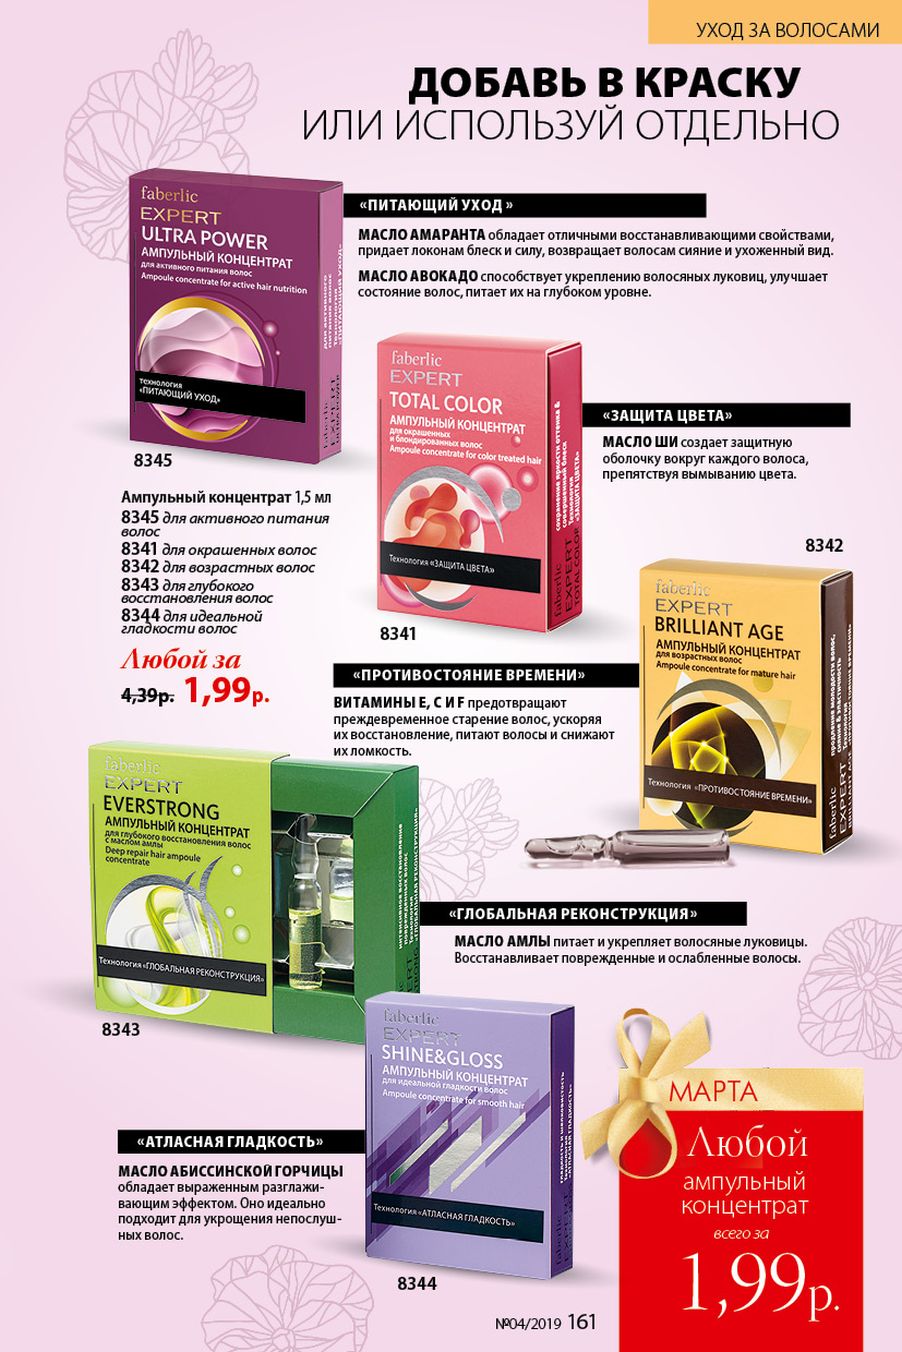 УХОД ЗА ВОЛОСАМИ
ДОБАВЬ В КРАСКУ
ИЛИ ИСПОЛЬЗУЙ ОТДЕЛЬНО
faberlic
EXPERT
ULTRA POWER
АМПУЛЬНЫЙ КОНЦЕНТРАТ
для активного питания волос
Ampoule concentrate for active hair nutrition
технология
«ПИТАЮЩИЙ УХОД»
8345
«ПИТАЮЩИЙ УХОД »
МАСЛО АМАРАНТА обладает отличными восстанавливающими свойствами,
придает локонам блеск и силу, возвращает волосам сияние и ухоженный вид.
МАСЛО АВОКАДО способствует укреплению волосяных луковиц, улучшает
состояние волос, питает их на глубоком уровне.
faberlic
EXPERT
TOTAL COLOR
АМПУЛЬНЫЙ КОНЦЕНТРАТ
для окрашенных
и блондированных волос
Ampoule concentrate for color treated hair
Технология «ЗАЩИТА ЦВЕТА»
сохранение яркости оттенка &
совершенный блеск
Технология
«ЗАЩИТА ЦВЕТА»
faberlic
EXPERT
TOTAL COLOR
8341
«ЗАЩИТА ЦВЕТА»
МАСЛО ШИ создает защитную
оболочку вокруг каждого волоса,
препятствуя вымыванию цвета.
Ампульный концентрат 1,5 мл
8345 для активного питания
волос
8341 для окрашенных волос
8342 для возрастных волос
8343 для глубокого
восстановления волос
8344 для идеальной
гладкости волос
Любой за
4,39р. 1,99р.
8342
faberlic
EXPERT
BRILLIANT AGE
АМПУЛЬНЫЙ КОНЦЕНТРАТ
для возрастных волос
Ampoule concentrate for mature hair
Технология «ПРОТИВОСТОЯНИЕ ВРЕМЕНИ»
«ПРОТИВОСТОЯНИЕ ВРЕМЕНИ»
ВИТАМИНЫ Е, С И F предотвращают
преждевременное старение волос, ускоряя
их восстановление, питают волосы и снижают
их ломкость.
faberlic
EXPERT
EVERSTRONG
АМПУЛЬНЫЙ КОНЦЕНТРАТ
для глубокого восстановления волос
с маслом амлы
Deep repair hair ampoule
concentrate
Технология «ГЛОБАЛЬНАЯ РЕКОНСТРУКЦИЯ»
8343
«ГЛОБАЛЬНАЯ РЕКОНСТРУКЦИЯ»
МАСЛО АМЛЫ питает и укрепляет волосяные луковицы.
Восстанавливает поврежденные и ослабленные волосы.
faberlic
EXPERT
SHINE&GLOSS
АМПУЛЬНЫЙ КОНЦЕНТРАТ
для идеальной гладкости волос
Ampoule concentrate for smooth hair
Технология «АТЛАСНАЯ ГЛАДКОСТЬ»
8344
«АТЛАСНАЯ ГЛАДКОСТЬ»
МАСЛО АБИССИНСКОЙ ГОРЧИЦЫ
обладает выраженным разглажи-
вающим эффектом. Оно идеально
подходит для укрощения непослуш-
ных волос.
МАРТА
Любой
ампульный
концентрат
всего за
1,99р.
№04/2019 161